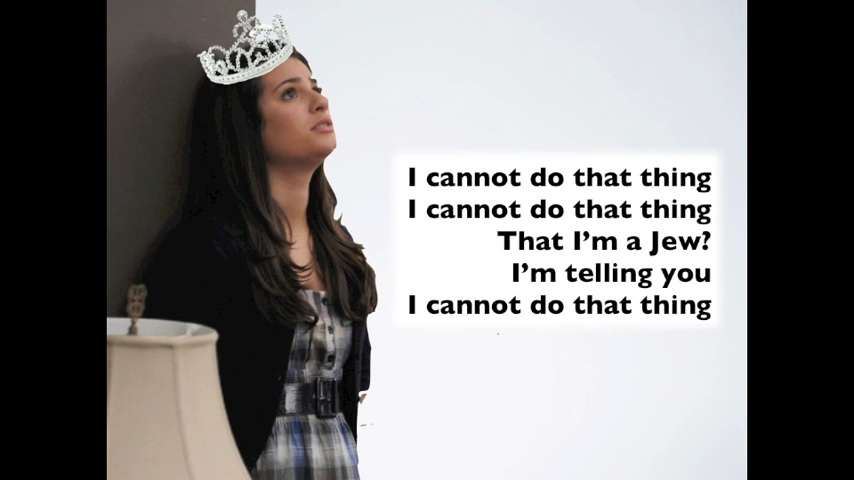 I cannot do that thing
I cannot do that thing
That I'm a Jew?
I'm telling you
I cannot do that thing